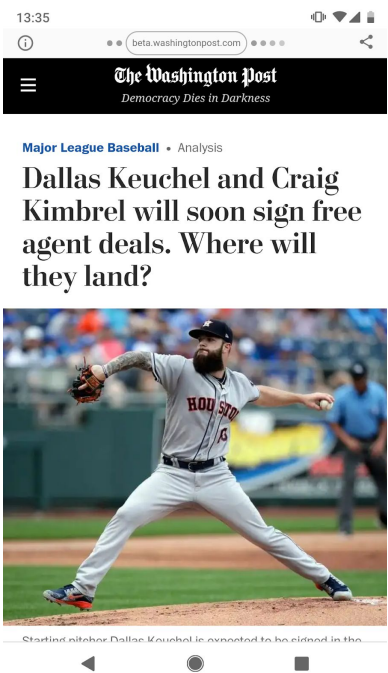 13:35
beta.washingtonpost.com
The Washington Post
Democracy Dies in Darkness
Major League Baseball • Analysis
Dallas Keuchel and Craig
Kimbrel will soon sign free
agent deals. Where will
they land?
HOUSTON
Starting pitcher Dallas Keuchel is expected to be signed in the